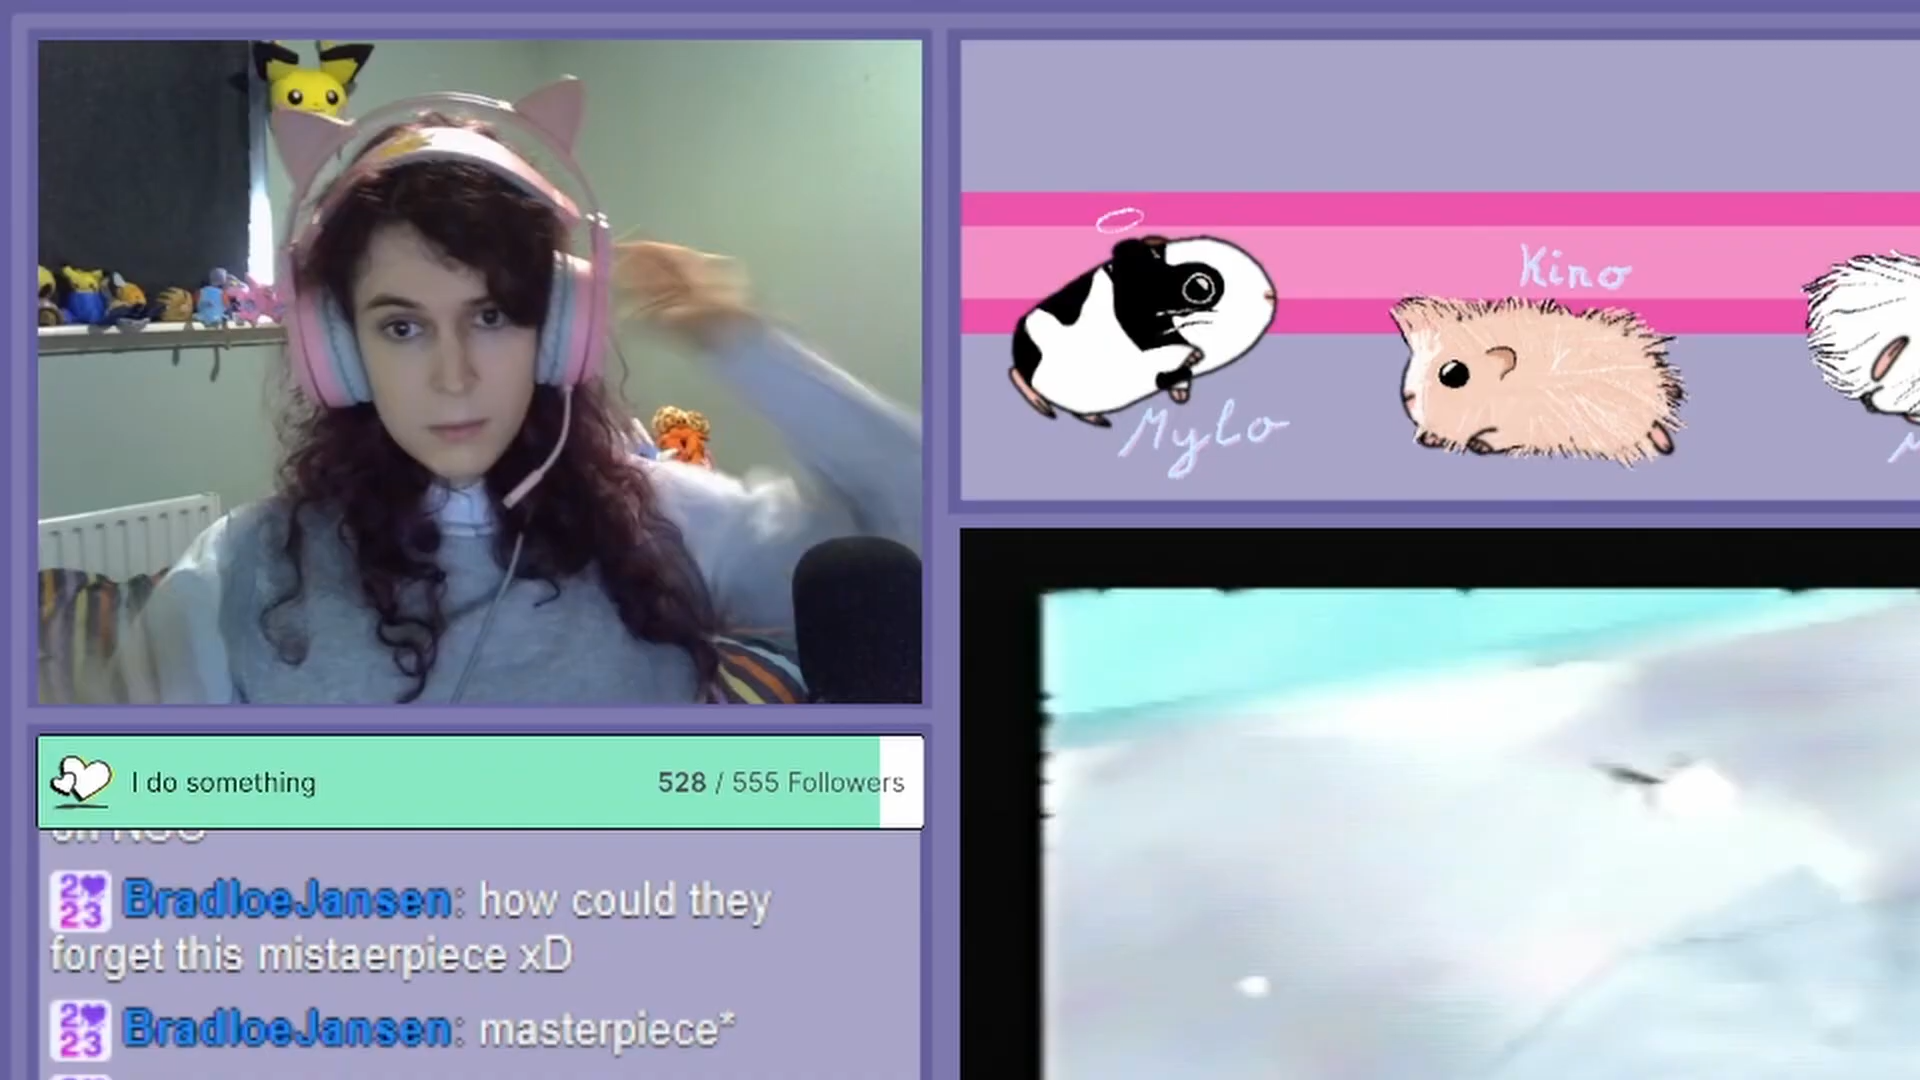 Kino
Mylo
I do something
528 / 555 Followers
BradloeJansen: how could they
forget this mistaerpiece xD
BradloeJansen: masterpiece*